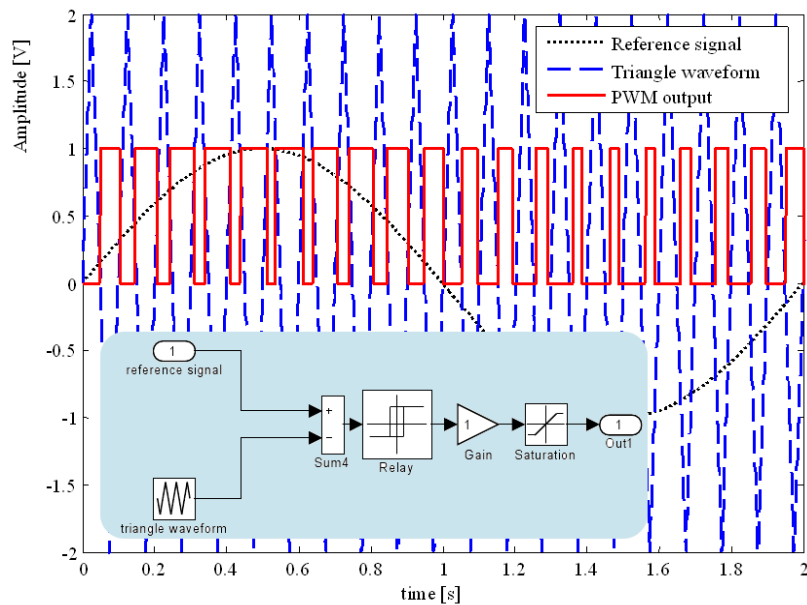 Amplitude [V]
2
1.5
1
0.5
0
-0.5
-1
-1.5
-2
Reference signal
Triangle waveform
PWM output
1
reference signal
triangle waveform
+
−
Sum4
Relay
1
Gain
Saturation
1
Out1
0 0.2 0.4 0.6 0.8 1 1.2 1.4 1.6 1.8 2
time [s]